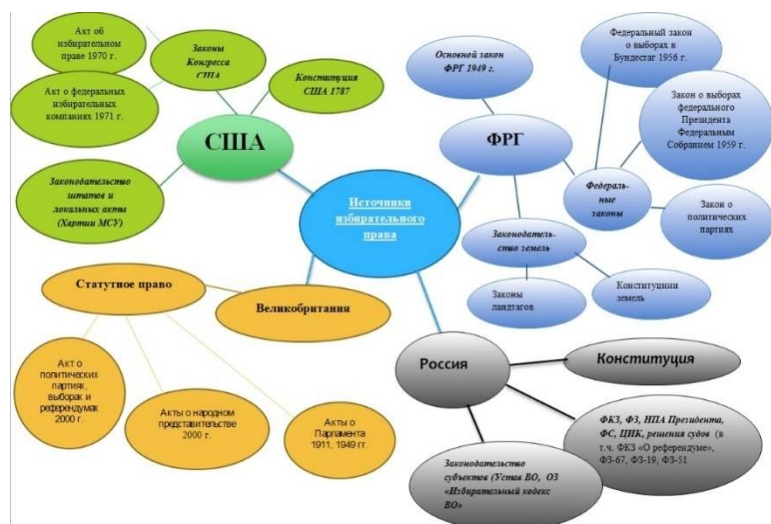 Акт об
избирательном
праве 1970 г.
Законы
Конгресса
США
Конституция
США 1787
Акт о федеральных
избирательных
компаниях 1971 г.
США
Законодательство
штатов и
локальных акты
(Хартии МСУ)
Источники
избирательного
права
Основной закон
ФРГ 1949 г.
Федеральный закон
о выборах в
Бундестаг 1956 г.
Закон о выборах
федерального
Президента
Федеральным
Собранием 1959 г.
ФРГ
Федераль-
ные
законы
Закон о
политических
партиях
Законодатель-
ство земель
Законы
ландтагов
Конституциии
земель
Статутное право
Великобритания
Акт о
политических
партиях,
выборах и
референдумак
2000 г.
Акты о народном
представительстве
2000 г.
Акты о
Парламента
1911, 1949 гг.
Россия
Конституция
ФКЗ, ФЗ, НПА Президента,
ФС, ЦИК, решения судов (в
т.ч. ФКЗ «О референдуме»,
ФЗ-67, ФЗ-19, ФЗ-51
Законодательство
субъектов (Устав ВО, ОЗ
«Избирательный кодекс
ВО»